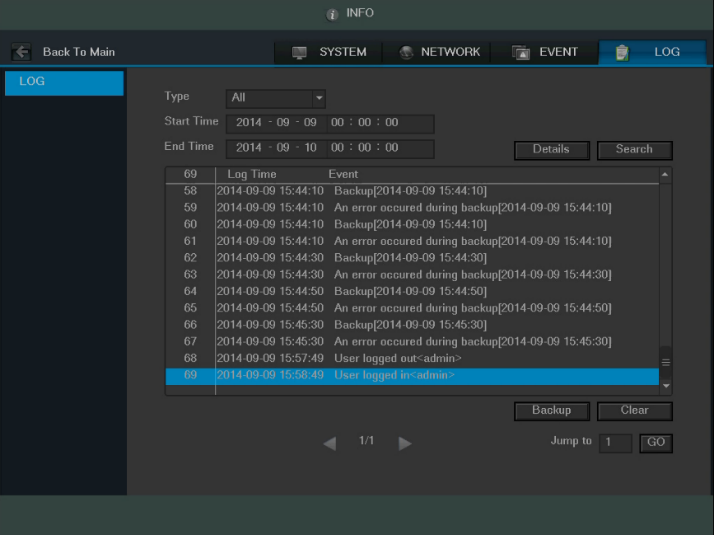 INFO
Back To Main SYSTEM NETWORK EVENT LOG
LOG
Type All
Start Time 2014 - 09 - 09 00 : 00 : 00
End Time 2014 - 09 - 10 00 : 00 : 00 Details Search
69 Log Time Event
58 2014-09-09 15:44:10 Backup[2014-09-09 15:44:10]
59 2014-09-09 15:44:10 An error occured during backup[2014-09-09 15:44:10]
60 2014-09-09 15:44:10 Backup[2014-09-09 15:44:10]
61 2014-09-09 15:44:10 An error occured during backup[2014-09-09 15:44:10]
62 2014-09-09 15:44:30 Backup[2014-09-09 15:44:30]
63 2014-09-09 15:44:30 An error occured during backup[2014-09-09 15:44:30]
64 2014-09-09 15:44:50 Backup[2014-09-09 15:44:50]
65 2014-09-09 15:44:50 An error occured during backup[2014-09-09 15:44:50]
66 2014-09-09 15:45:30 Backup[2014-09-09 15:45:30]
67 2014-09-09 15:45:30 An error occured during backup[2014-09-09 15:45:30]
68 2014-09-09 15:57:49 User logged out<admin>
69 2014-09-09 15:58:49 User logged in<admin>
Backup Clear
1/1 Jump to 1 GO